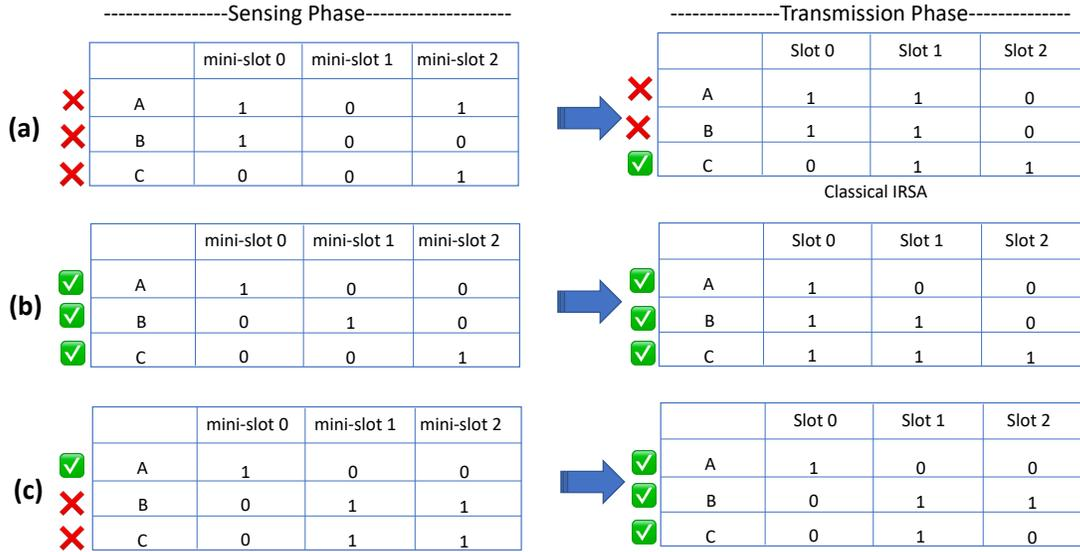 --------------------Sensing Phase-------------------- ---------------Transmission Phase--------------
mini-slot 0 mini-slot 1 mini-slot 2 Slot 0 Slot 1 Slot 2
(a)
A 1 0 1 A 1 1 0
B 1 0 0 B 1 1 0
C 0 0 1 C 0 1 1
Classical IRSA
mini-slot 0 mini-slot 1 mini-slot 2 Slot 0 Slot 1 Slot 2
(b)
A 1 0 0 A 1 0 0
B 0 1 0 B 1 1 0
C 0 0 1 C 1 1 1
mini-slot 0 mini-slot 1 mini-slot 2 Slot 0 Slot 1 Slot 2
(c)
A 1 0 0 A 1 0 0
B 0 1 1 B 0 1 1
C 0 1 1 C 0 1 0